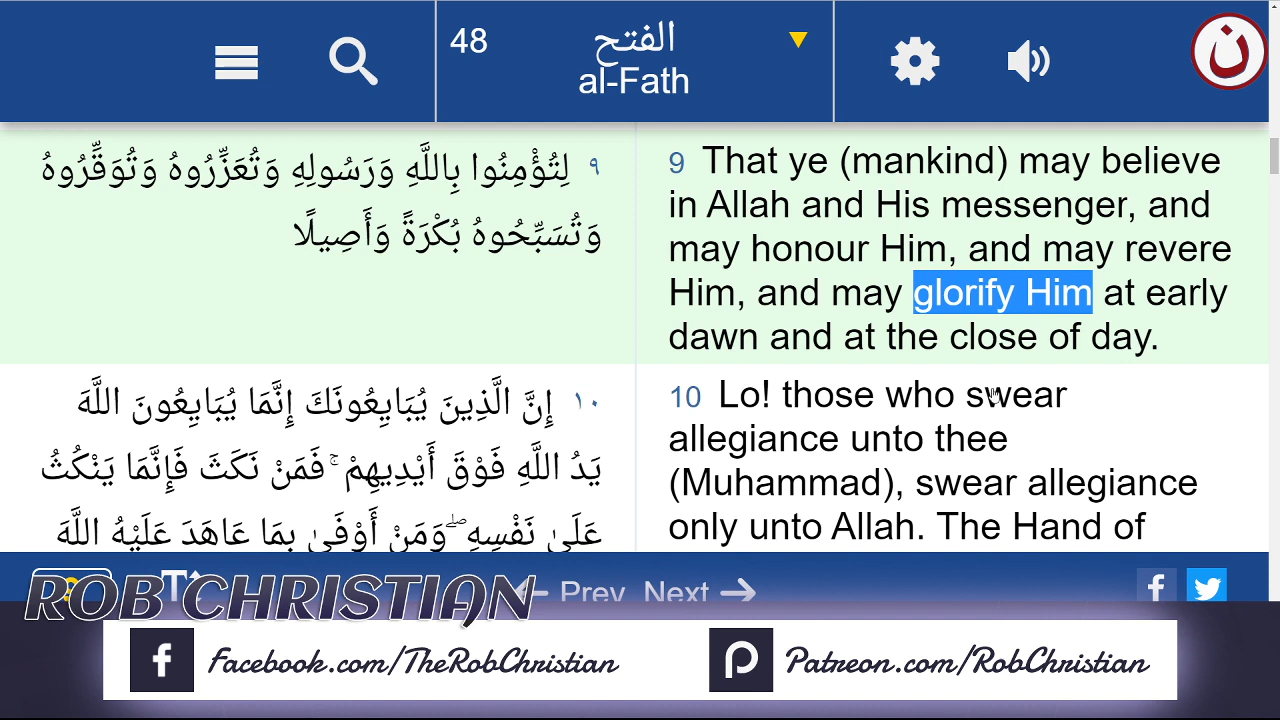 48
الفتح
al-Fath
ن
٩ لِتُؤْمِنُوا بِاللَّهِ وَرَسُولِهِ وَتُعَزِّرُوهُ وَتُوَقِّرُوهُ
وَتُسَبِّحُوهُ بُكْرَةً وَأَصِيلًا
9 That ye (mankind) may believe
in Allah and His messenger, and
may honour Him, and may revere
Him, and may glorify Him at early
dawn and at the close of day.
١٠ إِنَّ الَّذِينَ يُبَايِعُونَكَ إِنَّمَا يُبَايِعُونَ اللَّهَ
يَدُ اللَّهِ فَوْقَ أَيْدِيهِمْ ۚ فَمَنْ نَكَثَ فَإِنَّمَا يَنْكُثُ
عَلَىٰ نَفْسِهِ ۖ وَمَنْ أَوْفَىٰ بِمَا عَاهَدَ عَلَيْهُ اللَّهَ
10 Lo! those who swear
allegiance unto thee
(Muhammad), swear allegiance
only unto Allah. The Hand of
Prev Next
ROB CHRISTIAN
Facebook.com/TheRobChristian
Patreon.com/RobChristian